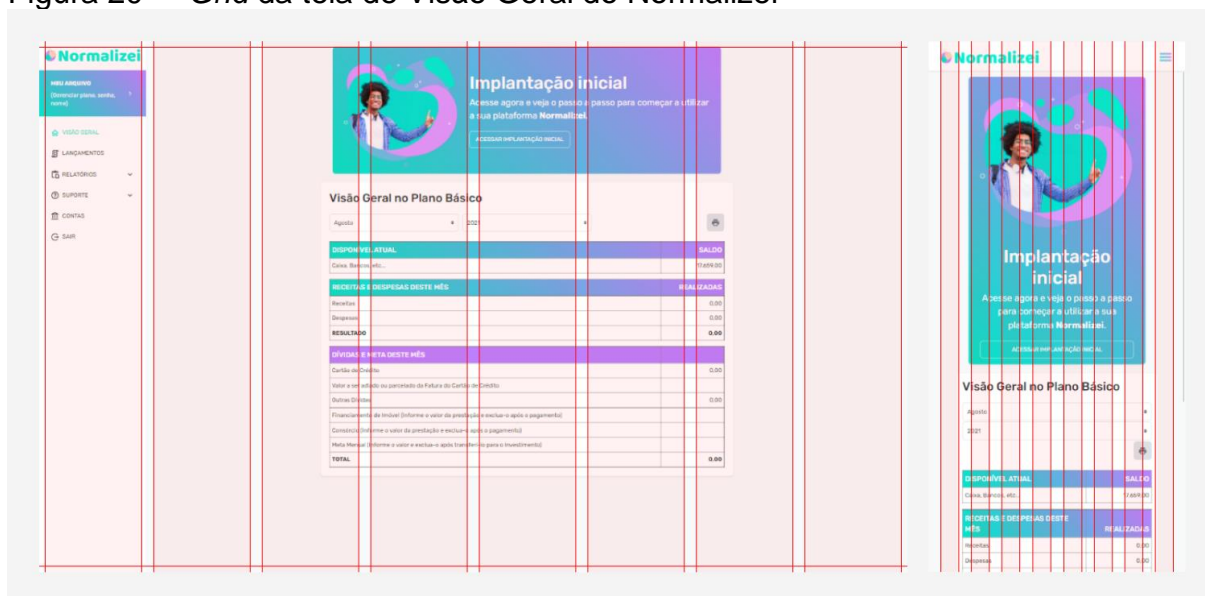 Figura 20 – Grid da tela de Visão Geral do Normalizei
Normalizei
MEU ARQUIVO
(Gerenciar plano, senha,
nome)
VISÃO GERAL
LANÇAMENTOS
RELATÓRIOS
SUPORTE
CONTAS
SAIR
Implantação inicial
Acesse agora e veja o passo a passo para começar a utilizar
a sua plataforma Normalizei.
ACESSAR IMPLANTAÇÃO INICIAL
Visão Geral no Plano Básico
Agosto 2021
DISPONÍVEL ATUAL SALDO
Caixa, Bancos, etc... 17.659,00
RECEITAS E DESPESAS DESTE MÊS REALIZADAS
Receitas 0,00
Despesas 0,00
RESULTADO 0,00
DÍVIDAS E META DESTE MÊS
Cartão de Crédito 0,00
Valor a ser adiado ou parcelado da Fatura do Cartão de Crédito
Outras Dívidas 0,00
Financiamento de Imóvel (Informe o valor da prestação e exclua-o após o pagamento)
Consórcio (Informe o valor da prestação e exclua-o após o pagamento)
Meta Mensal (Informe o valor e exclua-o após transferido para o Investimento)
TOTAL 0,00
Normalizei
Implantação
inicial
Acesse agora e veja o passo a passo
para começar a utilizar a sua
plataforma Normalizei.
ACESSAR IMPLANTAÇÃO INICIAL
Visão Geral no Plano Básico
Agosto
2021
DISPONÍVEL ATUAL SALDO
Caixa, Bancos, etc... 17.659,00
RECEITAS E DESPESAS DESTE
MÊS REALIZADAS
Receitas 0,00
Despesas 0,00